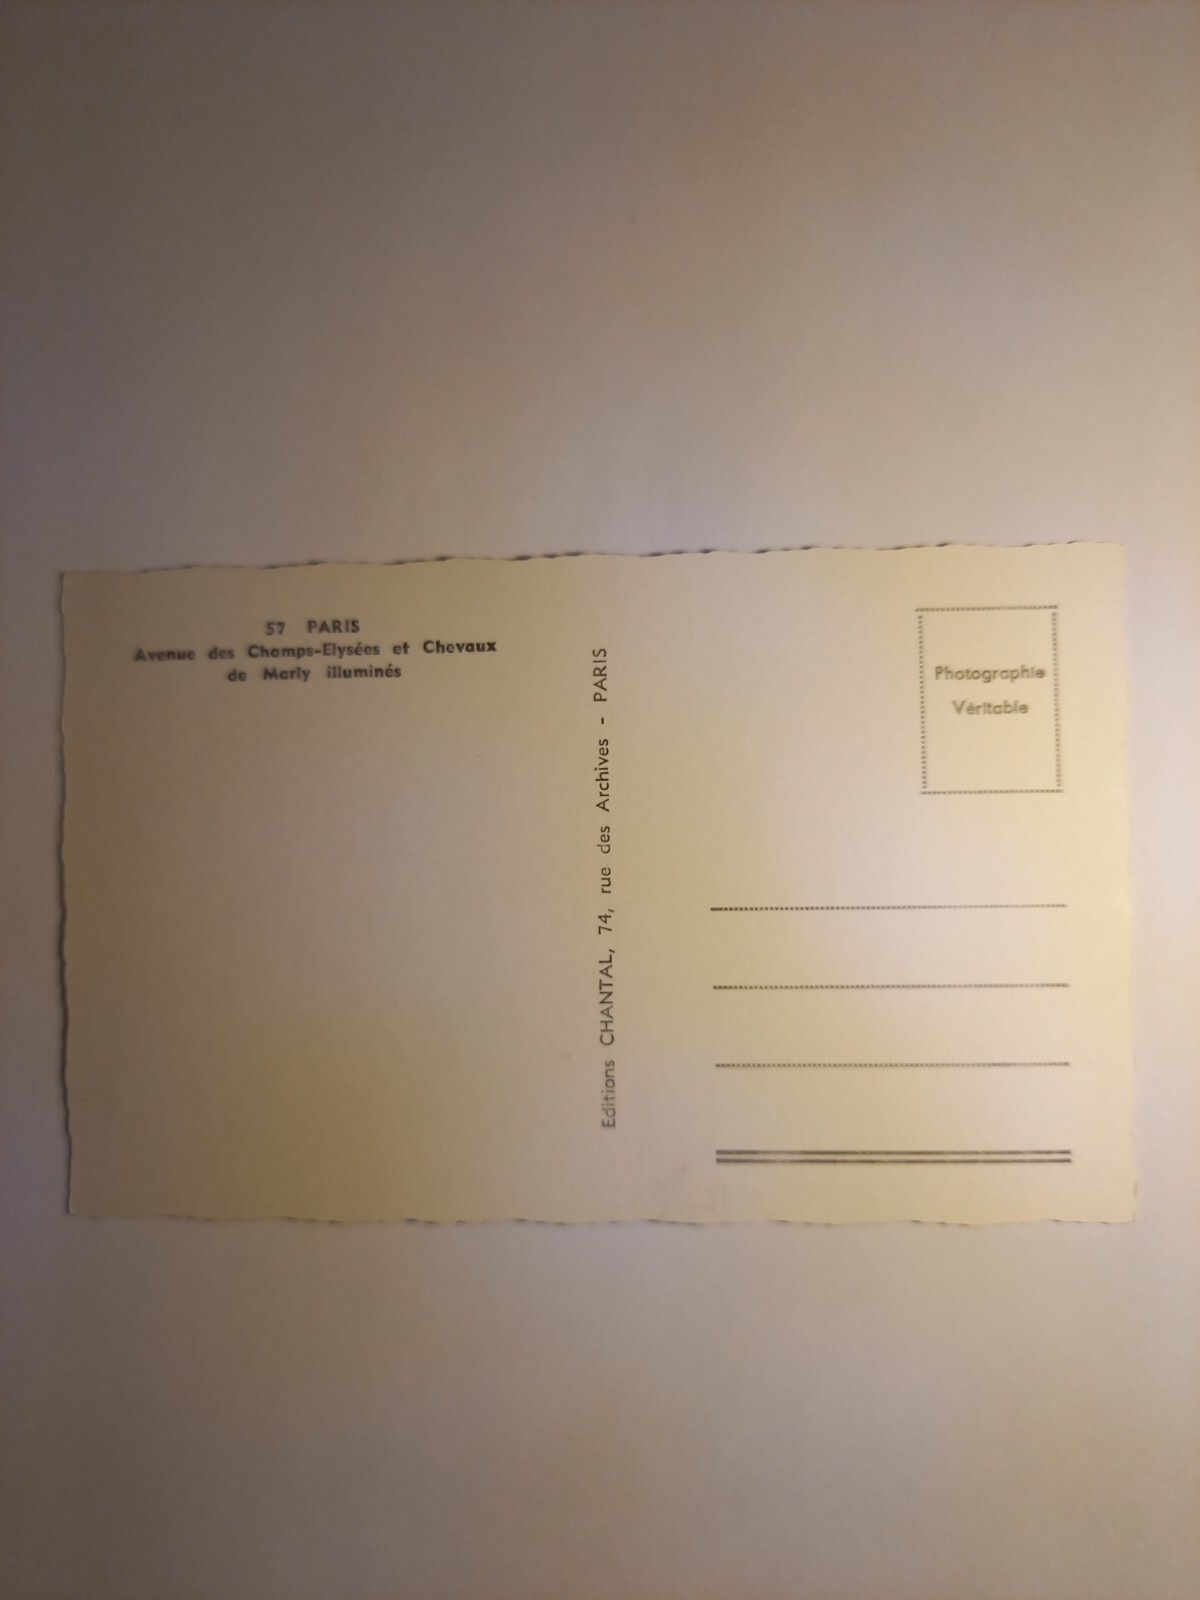 57 PARIS
Avenue des Champs-Elysées et Chevaux
de Marly illuminés
Editions CHANTAL, 74, rue des Archives - PARIS
Photographie
Véritable